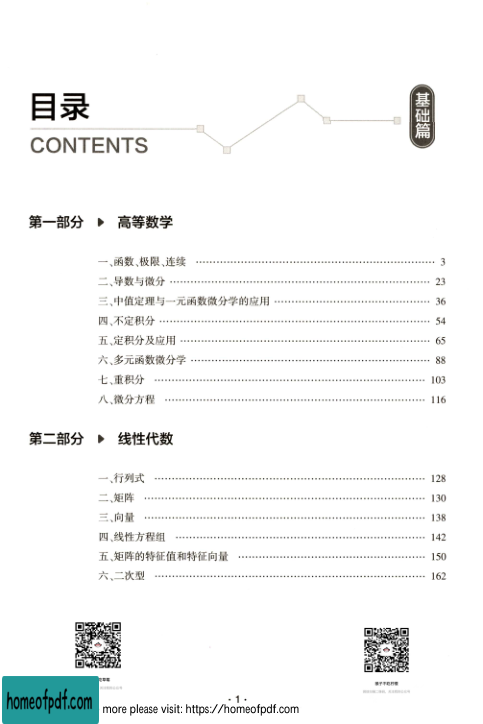 目录
CONTENTS
基础篇
第一部分 ▶ 高等数学
一、函数、极限、连续 …… 3
二、导数与微分 …… 23
三、中值定理与一元函数微分学的应用 …… 36
四、不定积分 …… 54
五、定积分及应用 …… 65
六、多元函数微分学 …… 88
七、重积分 …… 103
八、微分方程 …… 116
第二部分 ▶ 线性代数
一、行列式 …… 128
二、矩阵 …… 130
三、向量 …… 138
四、线性方程组 …… 142
五、矩阵的特征值和特征向量 …… 150
六、二次型 …… 162
· 1 ·
homeofpdf.com
more please visit: https://homeofpdf.com